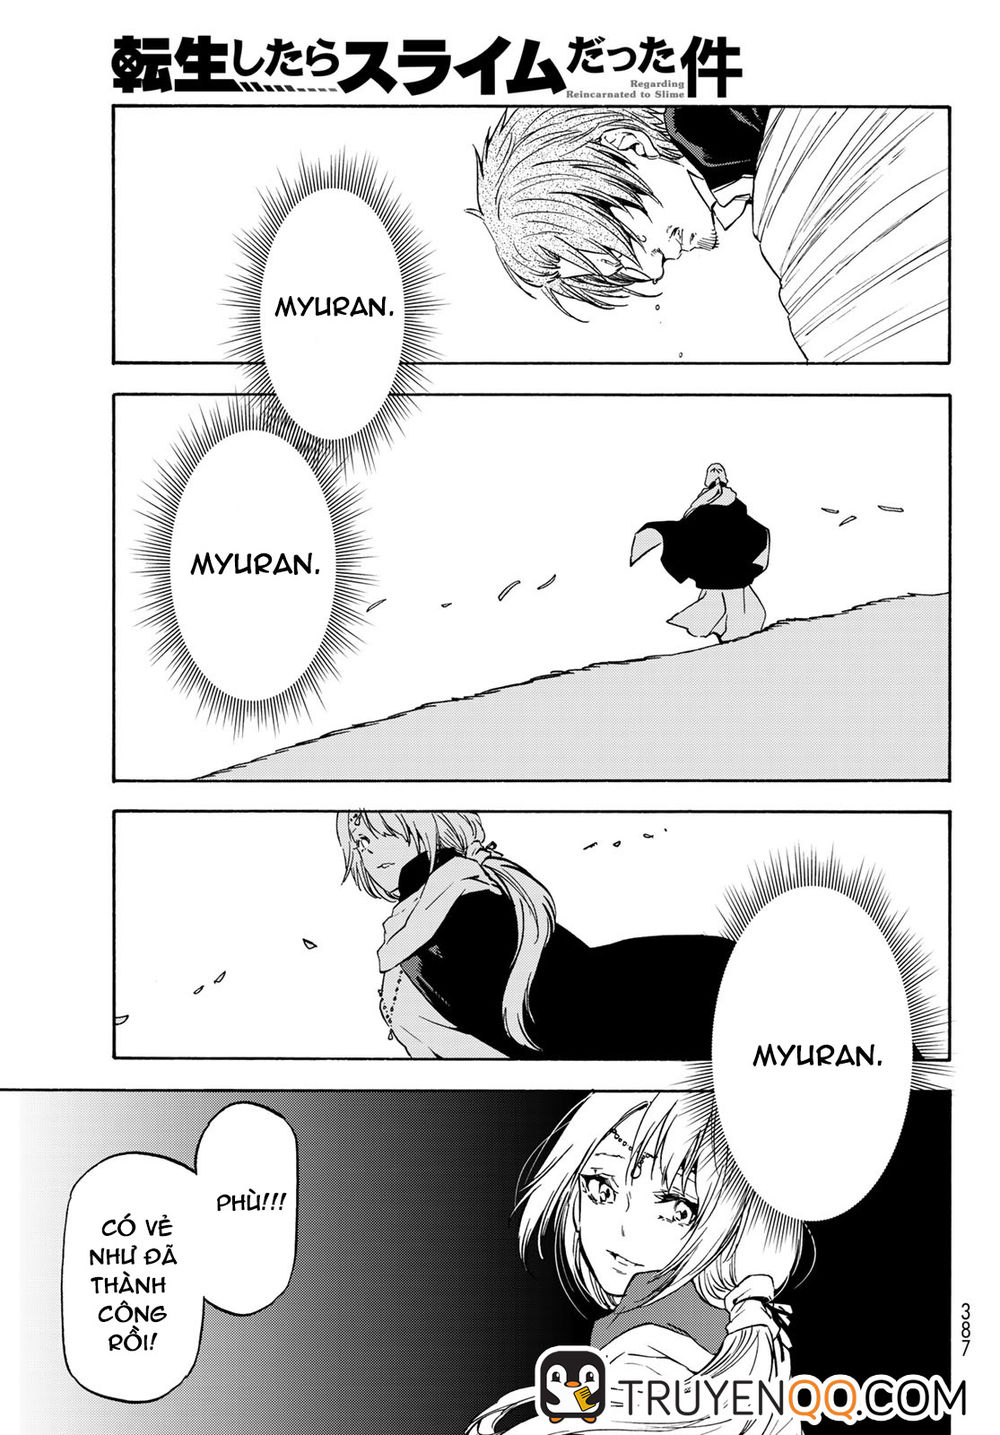 転生したらスライムだった件
Regarding
Reincarnated to Slime
MYURAN.
MYURAN.
MYURAN.
PHÙ!!!
CÓ VẺ
NHƯ ĐÃ
THÀNH
CÔNG
RỒI!
387
TRUYENQQ.COM